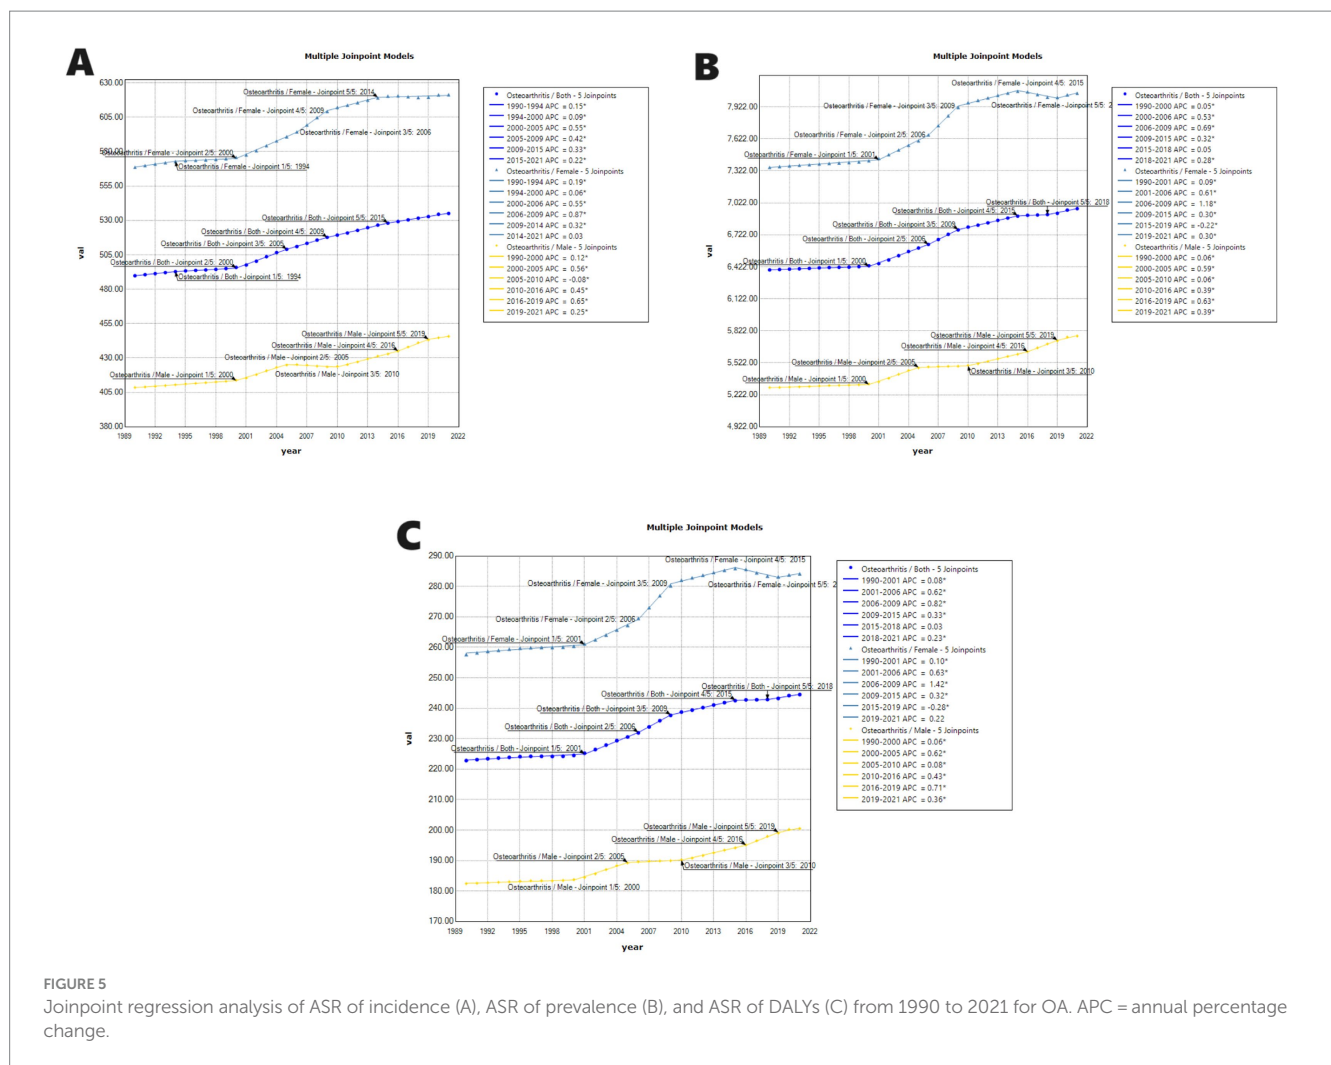 A
Multiple Joinpoint Models
630.00
605.00
580.00
555.00
530.00
505.00
480.00
455.00
430.00
405.00
380.00
val
1989 1992 1995 1998 2001 2004 2007 2010 2013 2016 2019 2022
year
Osteoarthritis / Female - Joinpoint 5/5: 2014
Osteoarthritis / Female - Joinpoint 4/5: 2009
Osteoarthritis / Female - Joinpoint 3/5: 2006
Osteoarthritis / Female - Joinpoint 2/5: 2000
Osteoarthritis / Female - Joinpoint 1/5: 1994
Osteoarthritis / Both - Joinpoint 5/5: 2015
Osteoarthritis / Both - Joinpoint 4/5: 2009
Osteoarthritis / Both - Joinpoint 3/5: 2005
Osteoarthritis / Both - Joinpoint 2/5: 2000
Osteoarthritis / Both - Joinpoint 1/5: 1994
Osteoarthritis / Male - Joinpoint 5/5: 2019
Osteoarthritis / Male - Joinpoint 4/5: 2016
Osteoarthritis / Male - Joinpoint 2/5: 2005
Osteoarthritis / Male - Joinpoint 1/5: 2000
Osteoarthritis / Male - Joinpoint 3/5: 2010
Osteoarthritis / Both - 5 Joinpoints
1990-1994 APC = 0.15*
1994-2000 APC = 0.09*
2000-2005 APC = 0.55*
2005-2009 APC = 0.42*
2009-2015 APC = 0.33*
2015-2021 APC = 0.22*
Osteoarthritis / Female - 5 Joinpoints
1990-1994 APC = 0.19*
1994-2000 APC = 0.06*
2000-2006 APC = 0.55*
2006-2009 APC = 0.87*
2009-2014 APC = 0.32*
2014-2021 APC = 0.03
Osteoarthritis / Male - 5 Joinpoints
1990-2000 APC = 0.12*
2000-2005 APC = 0.56*
2005-2010 APC = -0.08*
2010-2016 APC = 0.45*
2016-2019 APC = 0.65*
2019-2021 APC = 0.25*
B
Multiple Joinpoint Models
7,922.00
7,622.00
7,322.00
7,022.00
6,722.00
6,422.00
6,122.00
5,822.00
5,522.00
5,222.00
4,922.00
val
1989 1992 1995 1998 2001 2004 2007 2010 2013 2016 2019 2022
year
Osteoarthritis / Female - Joinpoint 4/5: 2015
Osteoarthritis / Female - Joinpoint 3/5: 2009
Osteoarthritis / Female - Joinpoint 5/5: 2
Osteoarthritis / Female - Joinpoint 2/5: 2006
Osteoarthritis / Female - Joinpoint 1/5: 2001
Osteoarthritis / Both - Joinpoint 5/5: 2018
Osteoarthritis / Both - Joinpoint 4/5: 2015
Osteoarthritis / Both - Joinpoint 3/5: 2009
Osteoarthritis / Both - Joinpoint 2/5: 2006
Osteoarthritis / Both - Joinpoint 1/5: 2000
Osteoarthritis / Male - Joinpoint 5/5: 2019
Osteoarthritis / Male - Joinpoint 4/5: 2016
Osteoarthritis / Male - Joinpoint 2/5: 2005
Osteoarthritis / Male - Joinpoint 3/5: 2010
Osteoarthritis / Male - Joinpoint 1/5: 2000
Osteoarthritis / Both - 5 Joinpoints
1990-2000 APC = 0.05*
2000-2006 APC = 0.53*
2006-2009 APC = 0.69*
2009-2015 APC = 0.32*
2015-2018 APC = 0.05
2018-2021 APC = 0.28*
Osteoarthritis / Female - 5 Joinpoints
1990-2001 APC = 0.09*
2001-2006 APC = 0.61*
2006-2009 APC = 1.18*
2009-2015 APC = 0.30*
2015-2019 APC = -0.22*
2019-2021 APC = 0.30*
Osteoarthritis / Male - 5 Joinpoints
1990-2000 APC = 0.06*
2000-2005 APC = 0.59*
2005-2010 APC = 0.06*
2010-2016 APC = 0.39*
2016-2019 APC = 0.63*
2019-2021 APC = 0.39*
C
Multiple Joinpoint Models
290.00
280.00
270.00
260.00
250.00
240.00
230.00
220.00
210.00
200.00
190.00
180.00
170.00
val
1989 1992 1995 1998 2001 2004 2007 2010 2013 2016 2019 2022
year
Osteoarthritis / Female - Joinpoint 4/5: 2015
Osteoarthritis / Female - Joinpoint 3/5: 2009
Osteoarthritis / Female - Joinpoint 5/5: 2
Osteoarthritis / Female - Joinpoint 2/5: 2006
Osteoarthritis / Female - Joinpoint 1/5: 2001
Osteoarthritis / Both - Joinpoint 5/5: 2018
Osteoarthritis / Both - Joinpoint 4/5: 2015
Osteoarthritis / Both - Joinpoint 3/5: 2009
Osteoarthritis / Both - Joinpoint 2/5: 2006
Osteoarthritis / Both - Joinpoint 1/5: 2001
Osteoarthritis / Male - Joinpoint 5/5: 2019
Osteoarthritis / Male - Joinpoint 4/5: 2016
Osteoarthritis / Male - Joinpoint 2/5: 2005
Osteoarthritis / Male - Joinpoint 3/5: 2010
Osteoarthritis / Male - Joinpoint 1/5: 2000
Osteoarthritis / Both - 5 Joinpoints
1990-2001 APC = 0.08*
2001-2006 APC = 0.62*
2006-2009 APC = 0.82*
2009-2015 APC = 0.33*
2015-2018 APC = 0.03
2018-2021 APC = 0.23*
Osteoarthritis / Female - 5 Joinpoints
1990-2001 APC = 0.10*
2001-2006 APC = 0.63*
2006-2009 APC = 1.42*
2009-2015 APC = 0.32*
2015-2019 APC = -0.28*
2019-2021 APC = 0.22
Osteoarthritis / Male - 5 Joinpoints
1990-2000 APC = 0.06*
2000-2005 APC = 0.62*
2005-2010 APC = 0.08*
2010-2016 APC = 0.43*
2016-2019 APC = 0.71*
2019-2021 APC = 0.36*
FIGURE 5
Joinpoint regression analysis of ASR of incidence (A), ASR of prevalence (B), and ASR of DALYs (C) from 1990 to 2021 for OA. APC = annual percentage
change.